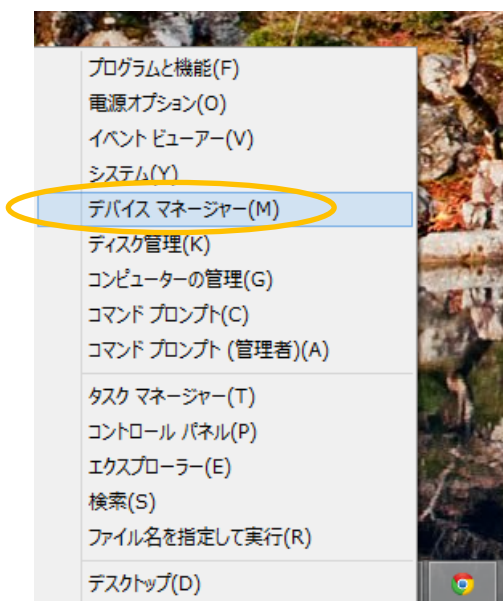 プログラムと機能(F)
電源オプション(O)
イベント ビューアー(V)
システム(Y)
デバイス マネージャー(M)
ディスク管理(K)
コンピューターの管理(G)
コマンド プロンプト(C)
コマンド プロンプト (管理者)(A)
タスク マネージャー(T)
コントロール パネル(P)
エクスプローラー(E)
検索(S)
ファイル名を指定して実行(R)
デスクトップ(D)